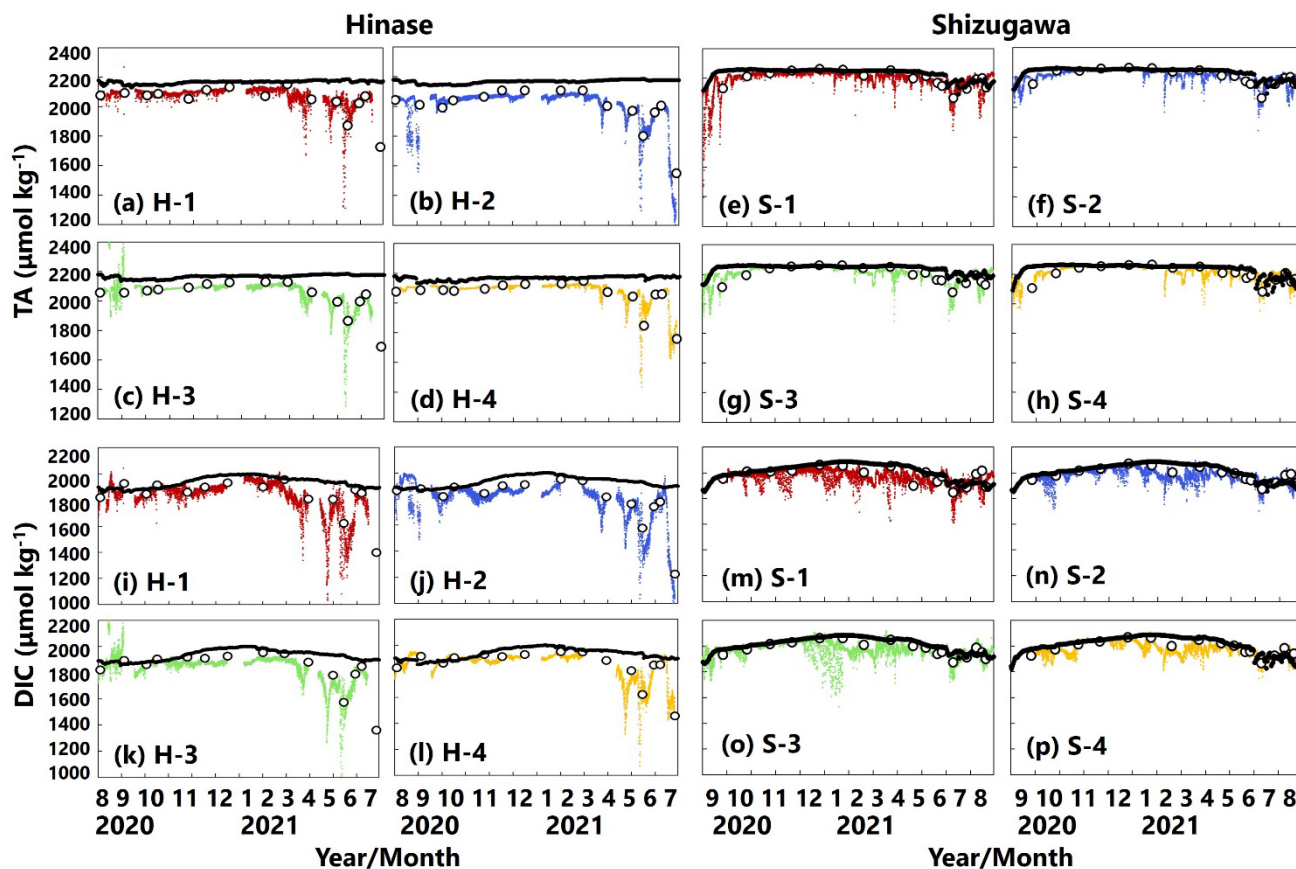 Hinase Shizugawa
2400
2200
2000
1800
1600
1400
1200
(a) H-1 (b) H-2 (e) S-1 (f) S-2
2400
2200
2000
1800
1600
1400
1200
(c) H-3 (d) H-4 (g) S-3 (h) S-4
TA (μmol kg⁻¹)
2200
2000
1800
1600
1400
1200
1000
(i) H-1 (j) H-2 (m) S-1 (n) S-2
2200
2000
1800
1600
1400
1200
1000
(k) H-3 (l) H-4 (o) S-3 (p) S-4
DIC (μmol kg⁻¹)
8 9 10 11 12 1 2 3 4 5 6 7 8 9 10 11 12 1 2 3 4 5 6 7 9 10 11 12 1 2 3 4 5 6 7 8 9 10 11 12 1 2 3 4 5 6 7 8
2020 2021 2020 2021 2020 2021 2020 2021
Year/Month Year/Month